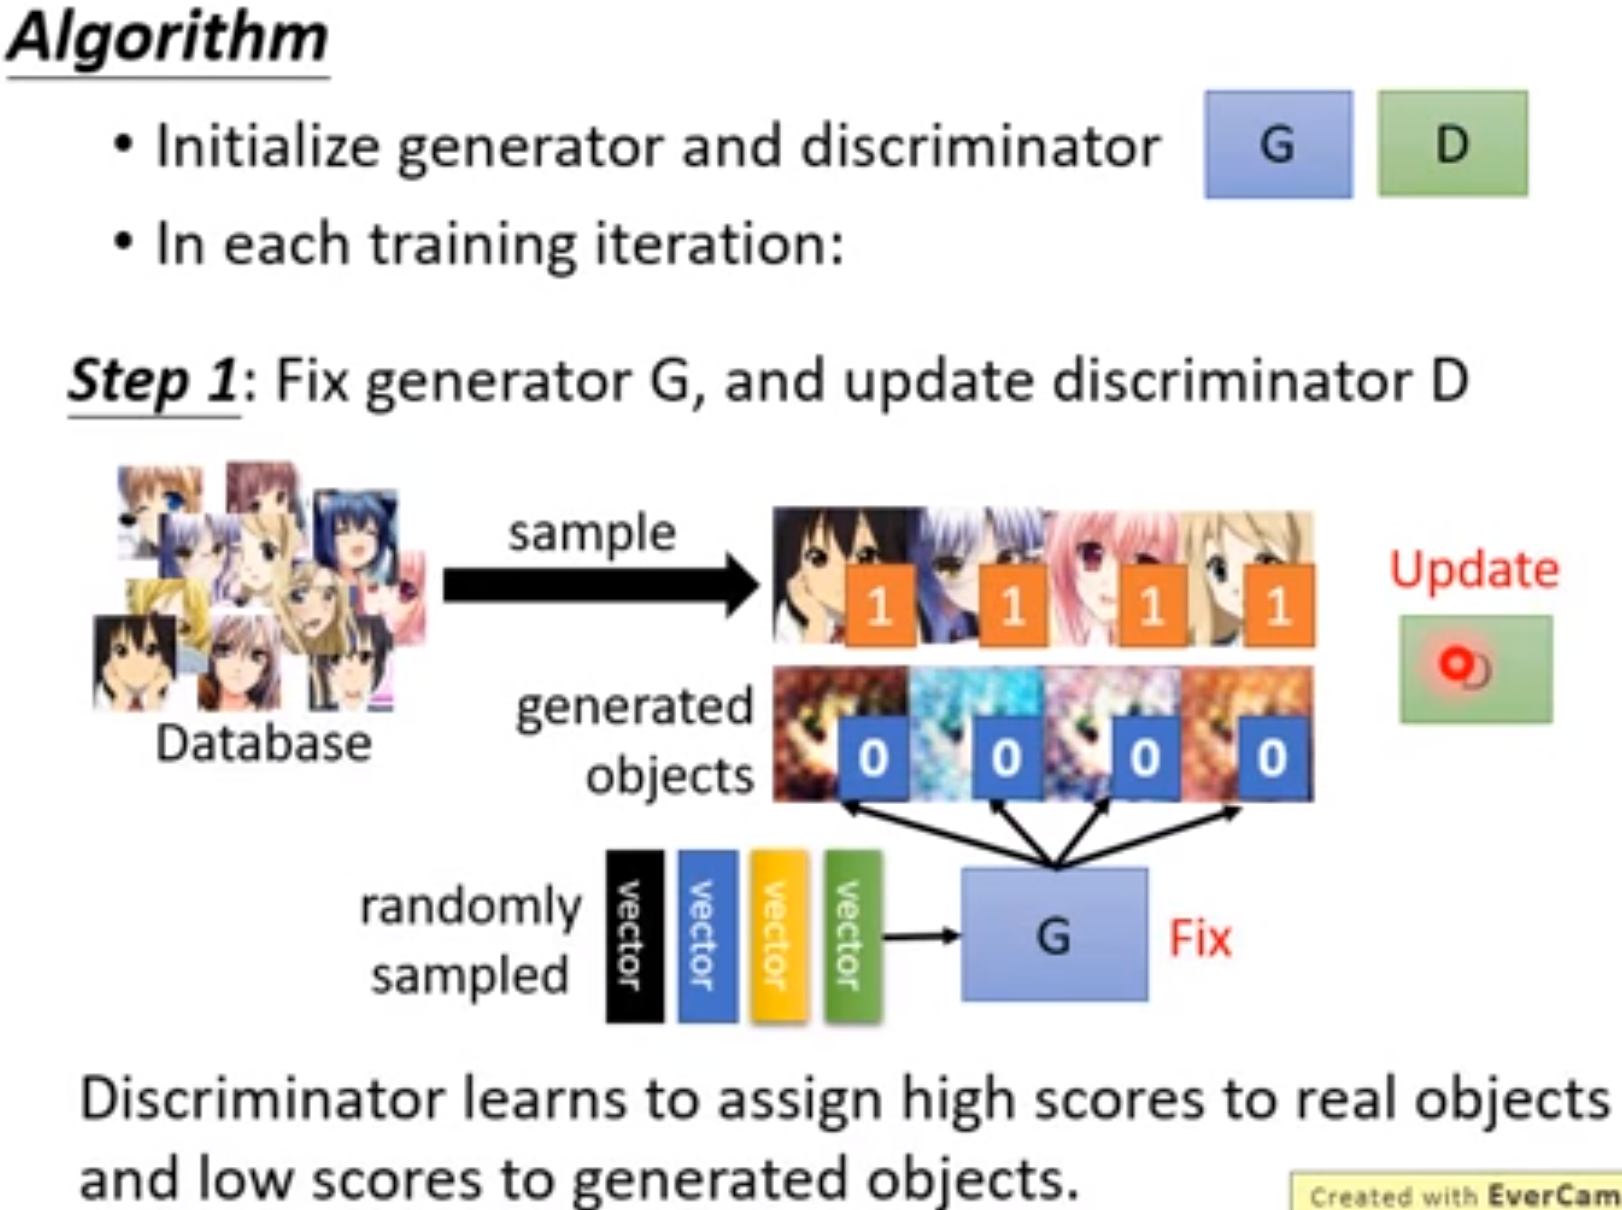 Algorithm
• Initialize generator and discriminator G D
• In each training iteration:
Step 1: Fix generator G, and update discriminator D
sample
1 1 1 1
Update
D
Database
generated
objects
0 0 0 0
randomly
sampled
vector vector vector vector
G
Fix
Discriminator learns to assign high scores to real objects
and low scores to generated objects.
Created with EverCam